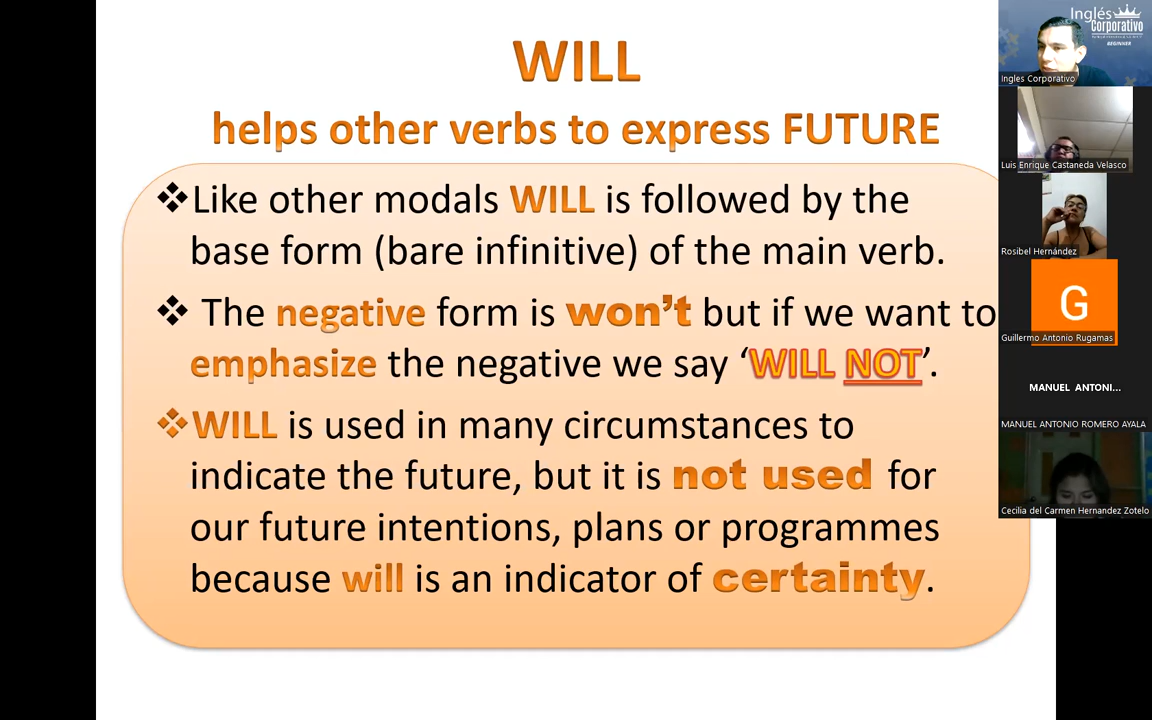 WILL
helps other verbs to express FUTURE
❖Like other modals WILL is followed by the
base form (bare infinitive) of the main verb.
❖ The negative form is won't but if we want to
emphasize the negative we say ‘WILL NOT’.
❖WILL is used in many circumstances to
indicate the future, but it is not used for
our future intentions, plans or programmes
because will is an indicator of certainty.
Inglés
Corporativo
BEGINNER
Ingles Corporativo
Luis Enrique Castaneda Velasco
Rosibel Hernández
G
Guillermo Antonio Rugamas
MANUEL ANTONI...
MANUEL ANTONIO ROMERO AYALA
Cecilia del Carmen Hernandez Zotelo